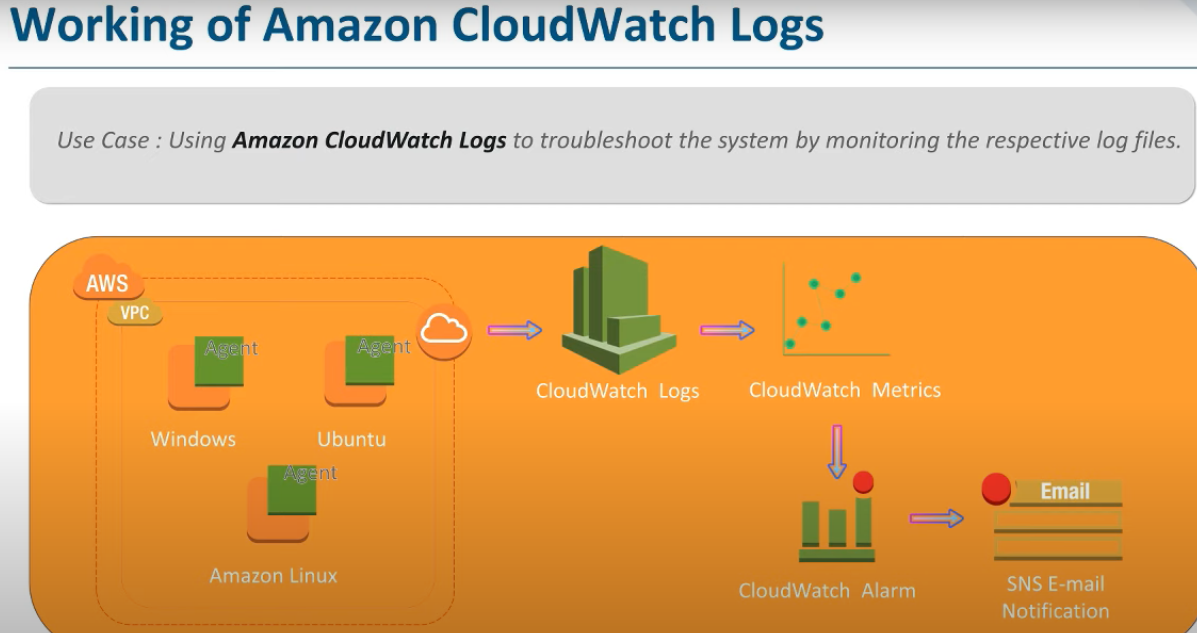 Working of Amazon CloudWatch Logs
Use Case : Using Amazon CloudWatch Logs to troubleshoot the system by monitoring the respective log files.
AWS
VPC
Agent
Agent
Windows
Ubuntu
Agent
Amazon Linux
CloudWatch Logs
CloudWatch Metrics
CloudWatch Alarm
Email
SNS E-mail
Notification